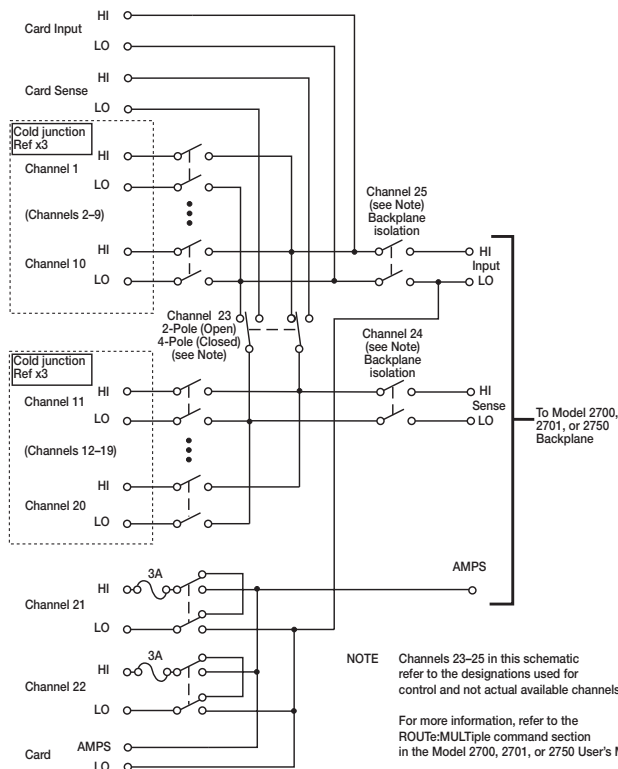 HI
Card Input
LO
HI
Card Sense
LO
Cold junction
Ref x3
HI
Channel 1
LO
(Channels 2–9)
HI
Channel 10
LO
Channel 25
(see Note)
Backplane
isolation
HI
Input
LO
Channel 23
2-Pole (Open)
4-Pole (Closed)
(see Note)
Channel 24
(see Note)
Backplane
isolation
Cold junction
Ref x3
HI
Channel 11
LO
(Channels 12–19)
HI
Channel 20
LO
HI
Sense
LO
To Model 2700,
2701, or 2750
Backplane
AMPS
3A
HI
Channel 21
LO
3A
HI
Channel 22
LO
AMPS
Card
LO
NOTE Channels 23–25 in this schematic
refer to the designations used for
control and not actual available channels
For more information, refer to the
ROUTe:MULTiple command section
in the Model 2700, 2701, or 2750 User's